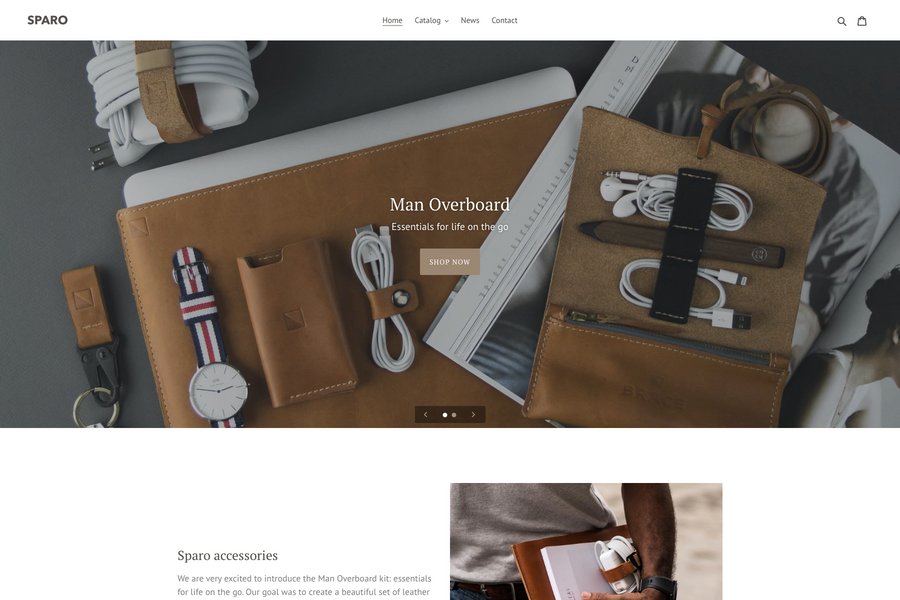 SPARO
Home Catalog News Contact
Man Overboard
Essentials for life on the go
SHOP NOW
Sparo accessories
We are very excited to introduce the Man Overboard kit: essentials
for life on the go. Our goal was to create a beautiful set of leather